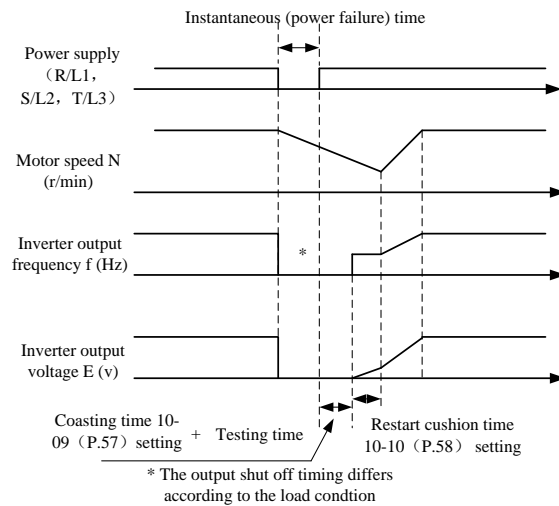 Instantaneous (power failure) time
Power supply
（R/L1，
S/L2，T/L3）
Motor speed N
(r/min)
Inverter output
frequency f (Hz)
*
Inverter output
voltage E (v)
Coasting time 10-
09（P.57）setting
+ Testing time
Restart cushion time
10-10（P.58） setting
* The output shut off timing differs
according to the load condtion